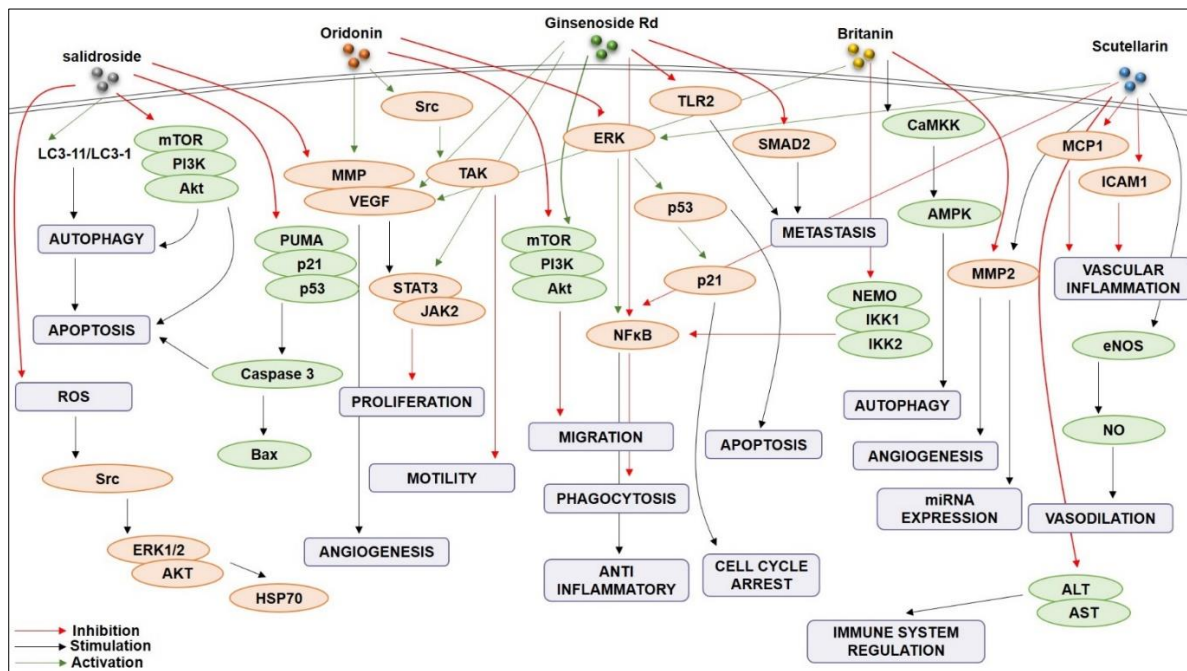 Ginsenoside Rd
Oridonin
Britanin
salidroside
Scutellarin
Src
TLR2
mTOR
ERK
CaMKK
LC3-11/LC3-1
PI3K
SMAD2
MCP1
MMP
TAK
Akt
VEGF
ICAM1
p53
AMPK
AUTOPHAGY
PUMA
mTOR
METASTASIS
p21
PI3K
p21
MMP2
VASCULAR
INFLAMMATION
p53
STAT3
Akt
NEMO
JAK2
IKK1
APOPTOSIS
NFκB
IKK2
eNOS
Caspase 3
ROS
PROLIFERATION
AUTOPHAGY
NO
Bax
MIGRATION
APOPTOSIS
ANGIOGENESIS
Src
MOTILITY
PHAGOCYTOSIS
miRNA
EXPRESSION
VASODILATION
ERK1/2
ANGIOGENESIS
AKT
ANTI
INFLAMMATORY
CELL CYCLE
ARREST
HSP70
ALT
AST
Inhibition
Stimulation
Activation
IMMUNE SYSTEM
REGULATION